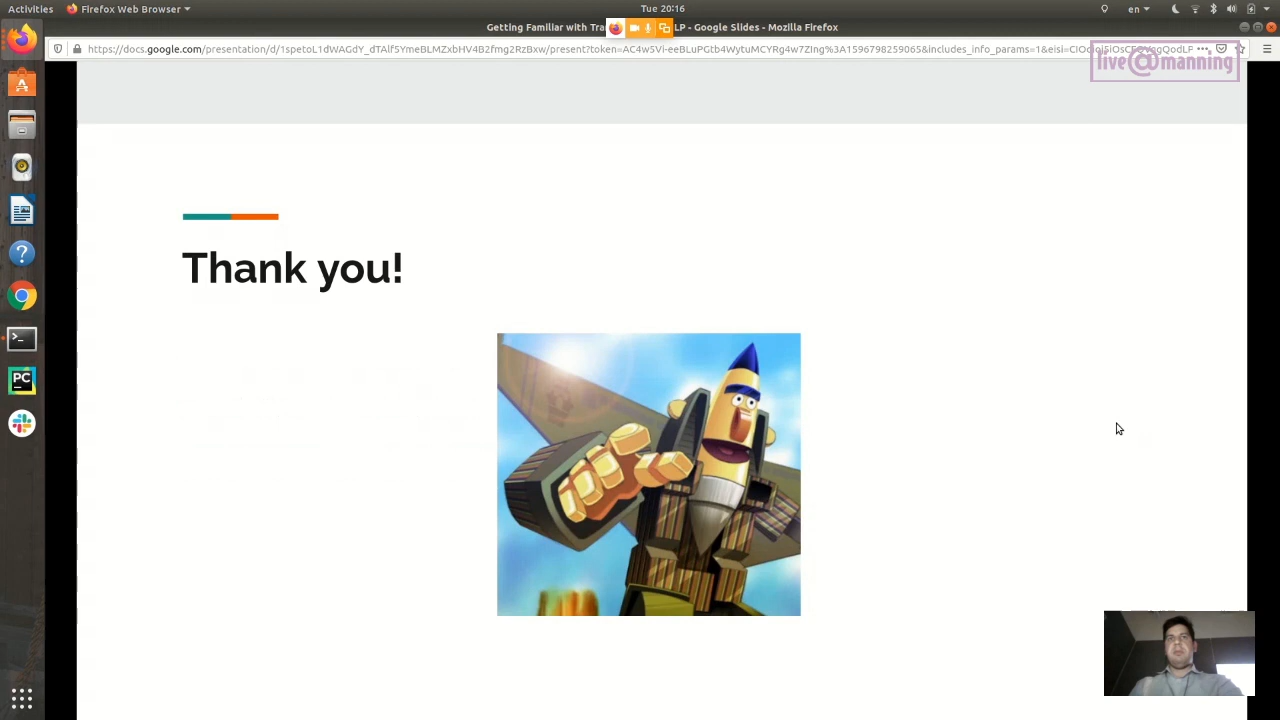 Activities
Firefox Web Browser
Tue 20:16
en
Getting Familiar with Tra
LP - Google Slides - Mozilla Firefox
live@manning
Thank you!
PC